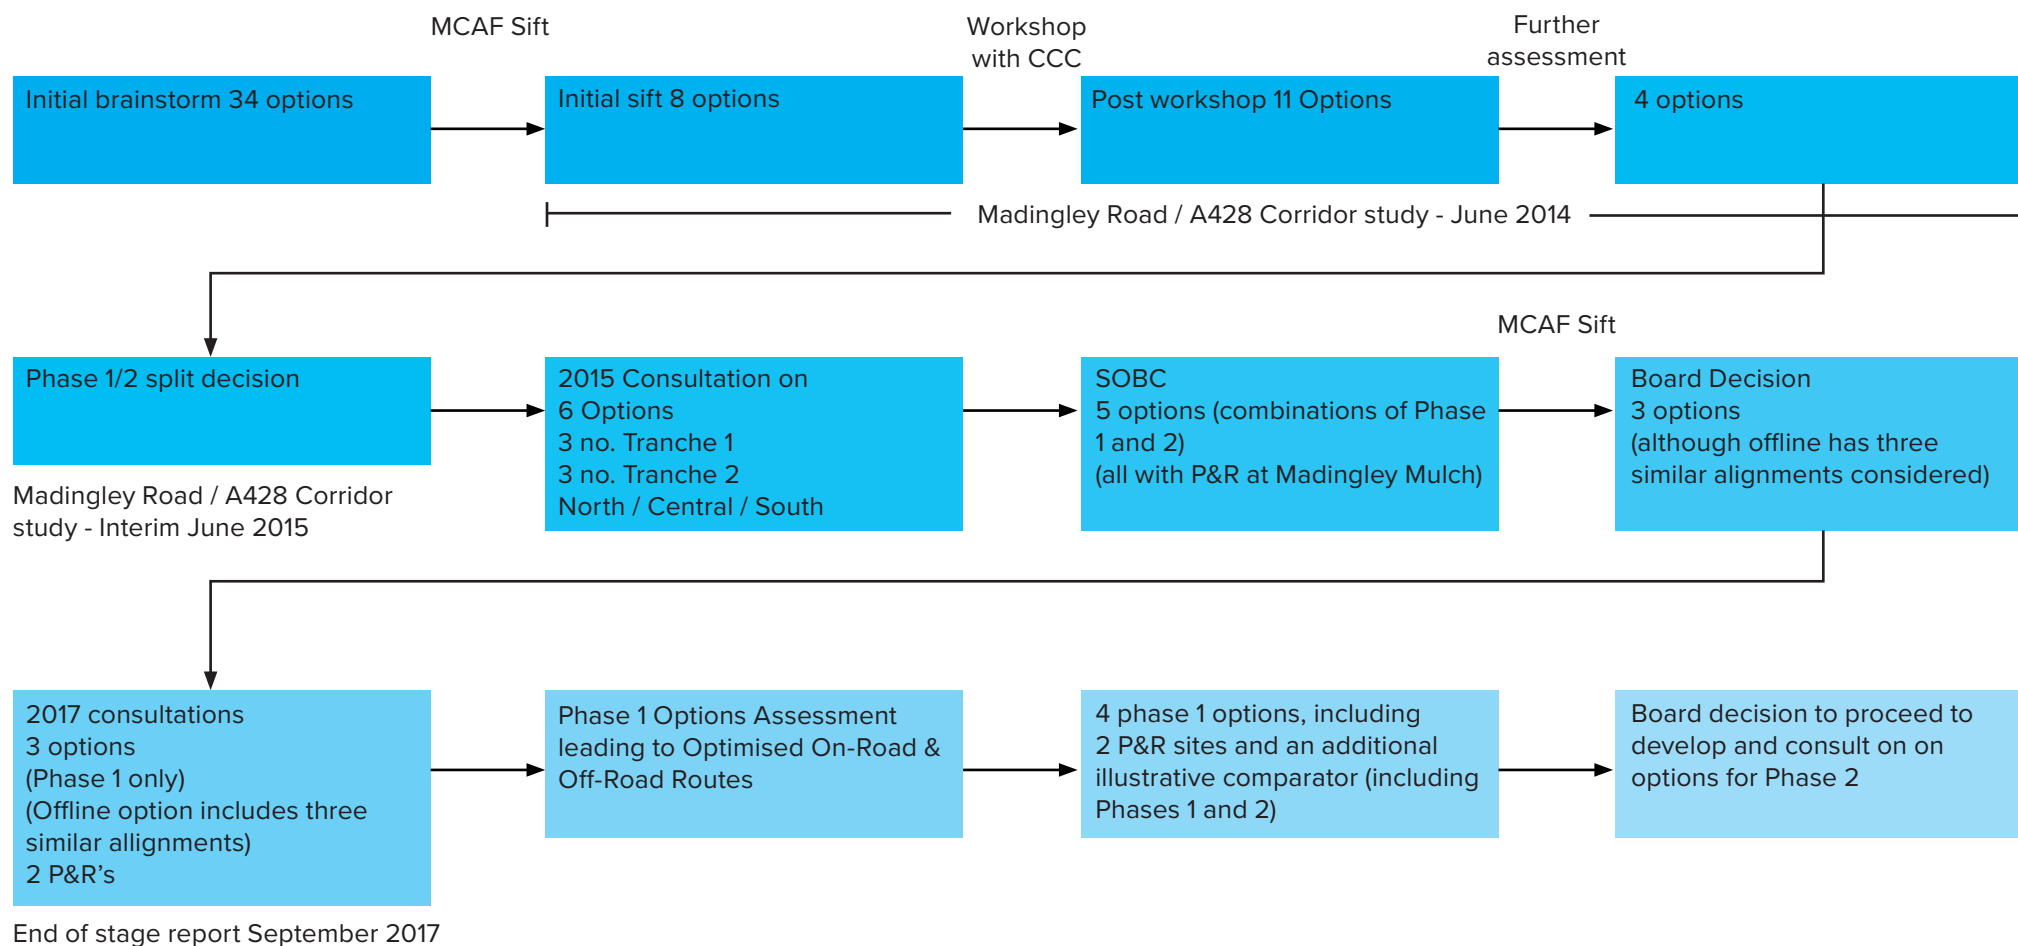 MCAF Sift
Workshop
with CCC
Further
assessment
Initial brainstorm 34 options
Initial sift 8 options
Post workshop 11 Options
4 options
Madingley Road / A428 Corridor study - June 2014
MCAF Sift
Phase 1/2 split decision
2015 Consultation on
6 Options
3 no. Tranche 1
3 no. Tranche 2
North / Central / South
SOBC
5 options (combinations of Phase
1 and 2)
(all with P&R at Madingley Mulch)
Board Decision
3 options
(although offline has three
similar alignments considered)
Madingley Road / A428 Corridor
study - Interim June 2015
2017 consultations
3 options
(Phase 1 only)
(Offline option includes three
similar allignments)
2 P&R’s
Phase 1 Options Assessment
leading to Optimised On-Road &
Off-Road Routes
4 phase 1 options, including
2 P&R sites and an additional
illustrative comparator (including
Phases 1 and 2)
Board decision to proceed to
develop and consult on on
options for Phase 2
End of stage report September 2017